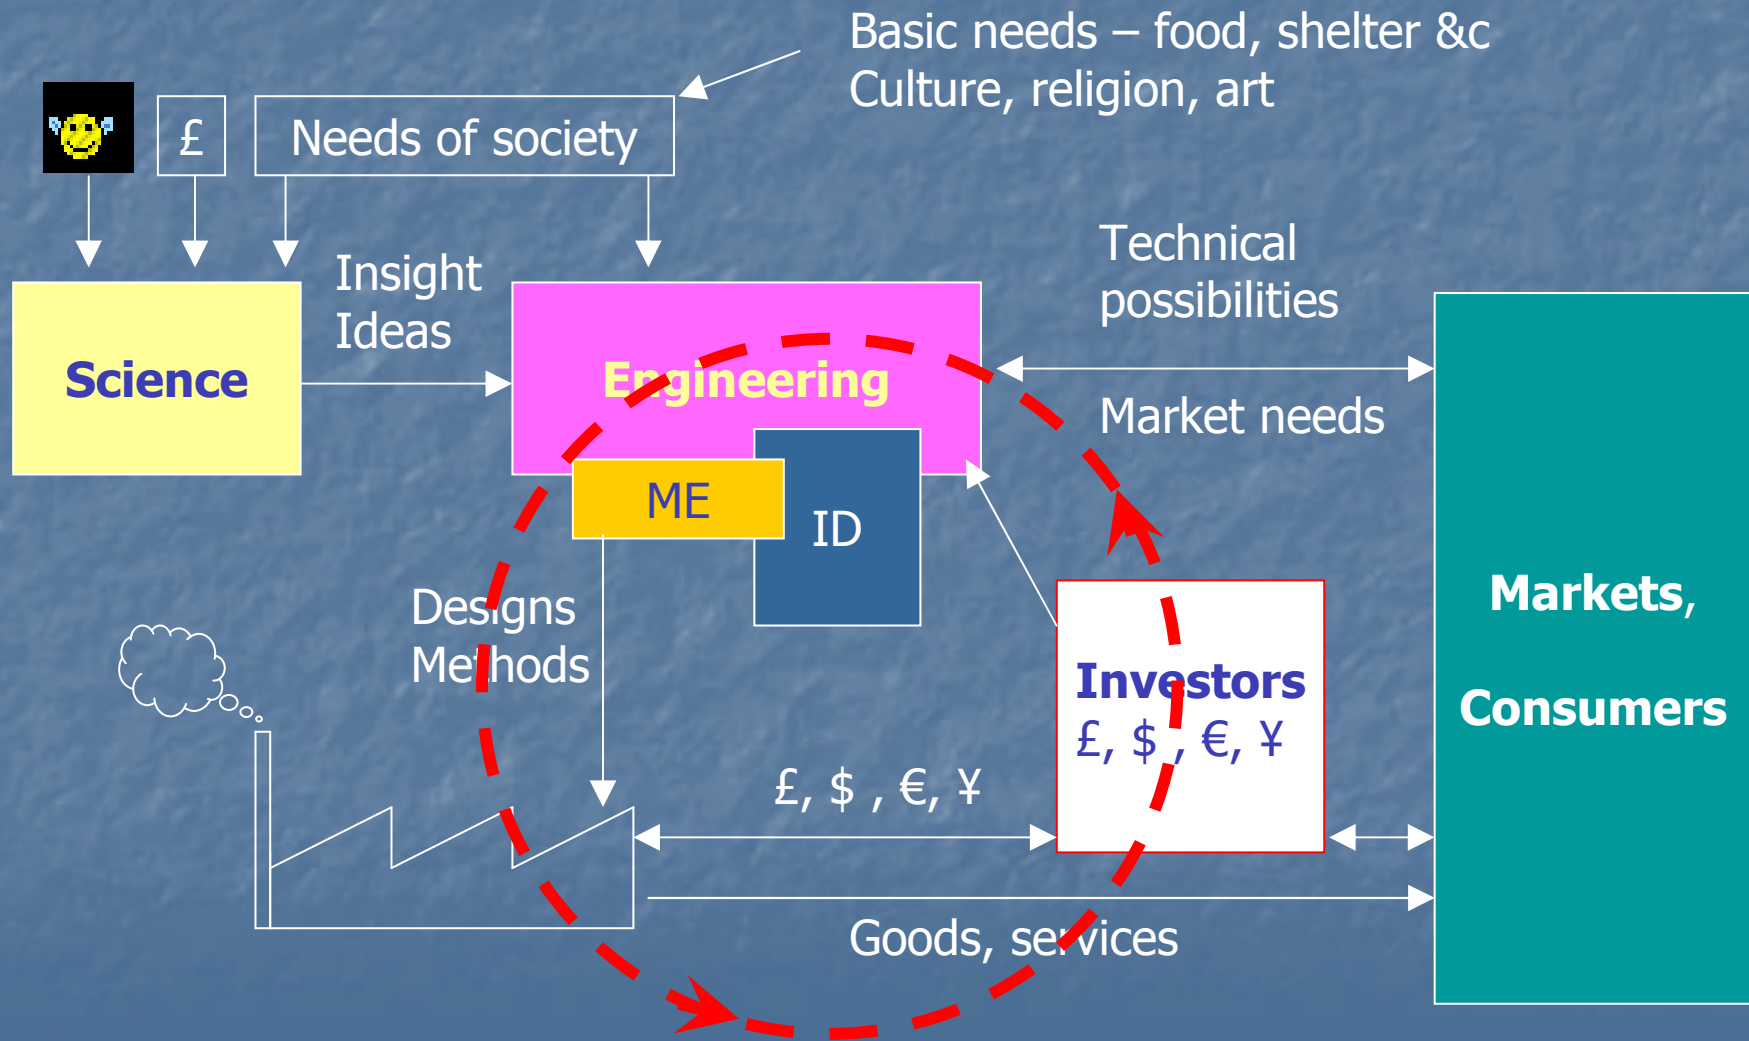 Basic needs – food, shelter &c
Culture, religion, art
£
Needs of society
Insight
Ideas
Technical
possibilities
Science
Engineering
Market needs
ME
ID
Designs
Methods
Markets,
Consumers
Investors
£, $ , €, ¥
£, $ , €, ¥
Goods, services